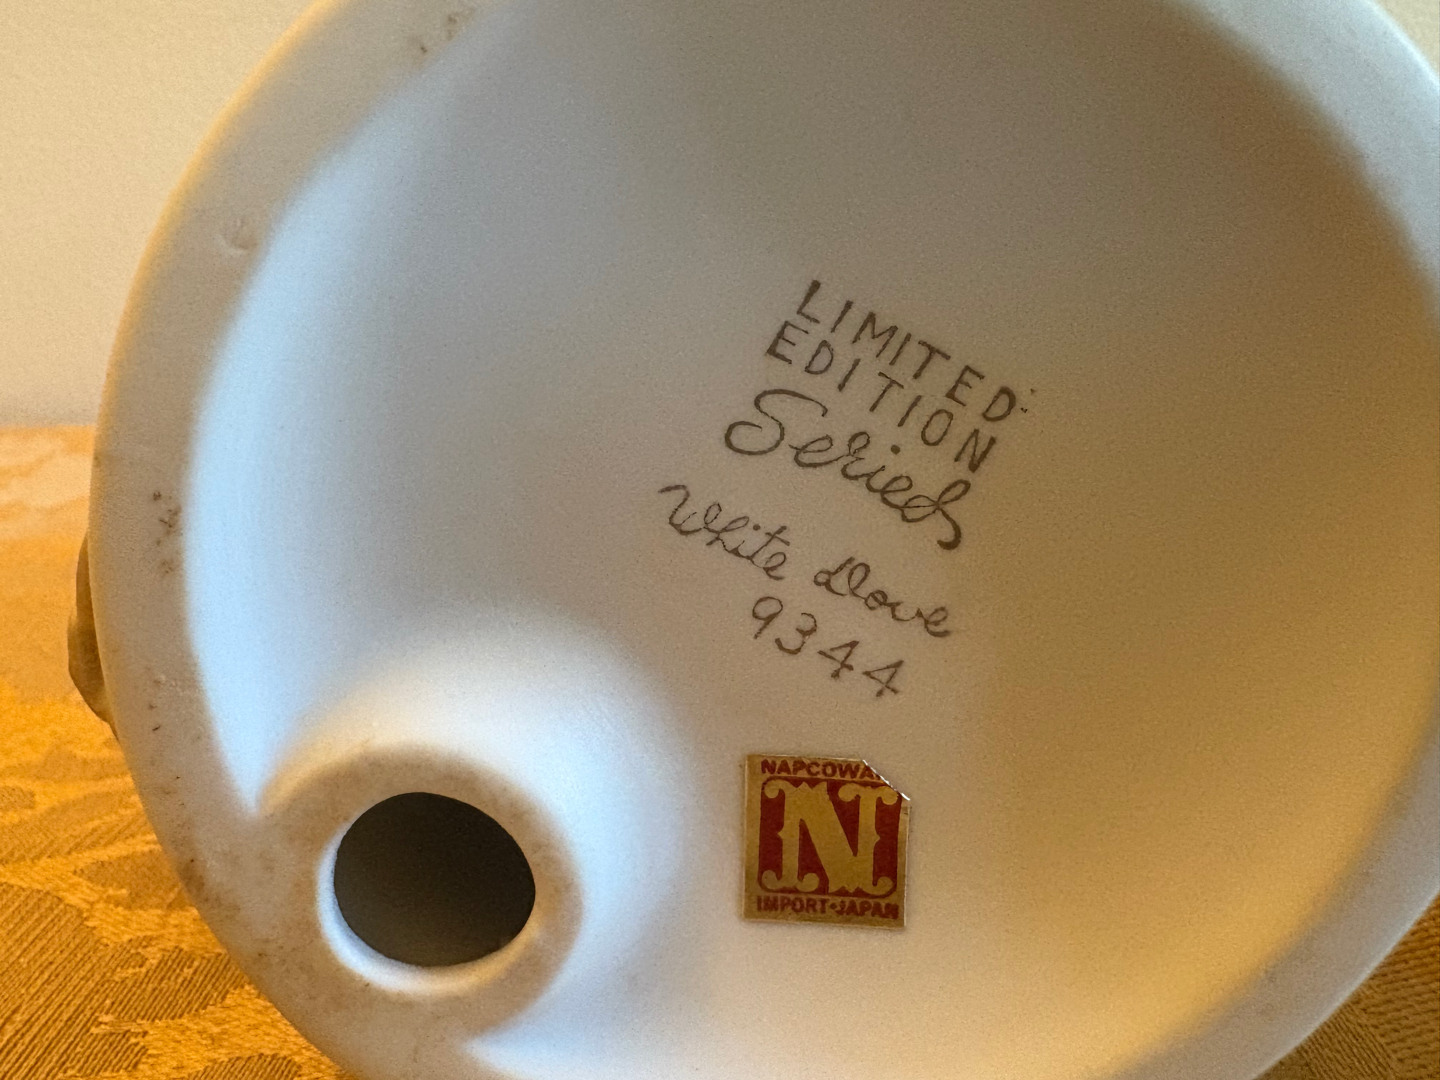 LIMITED
EDITION
Series
White Dove
9344
NAPCOWA
N
IMPORT-JAPAN